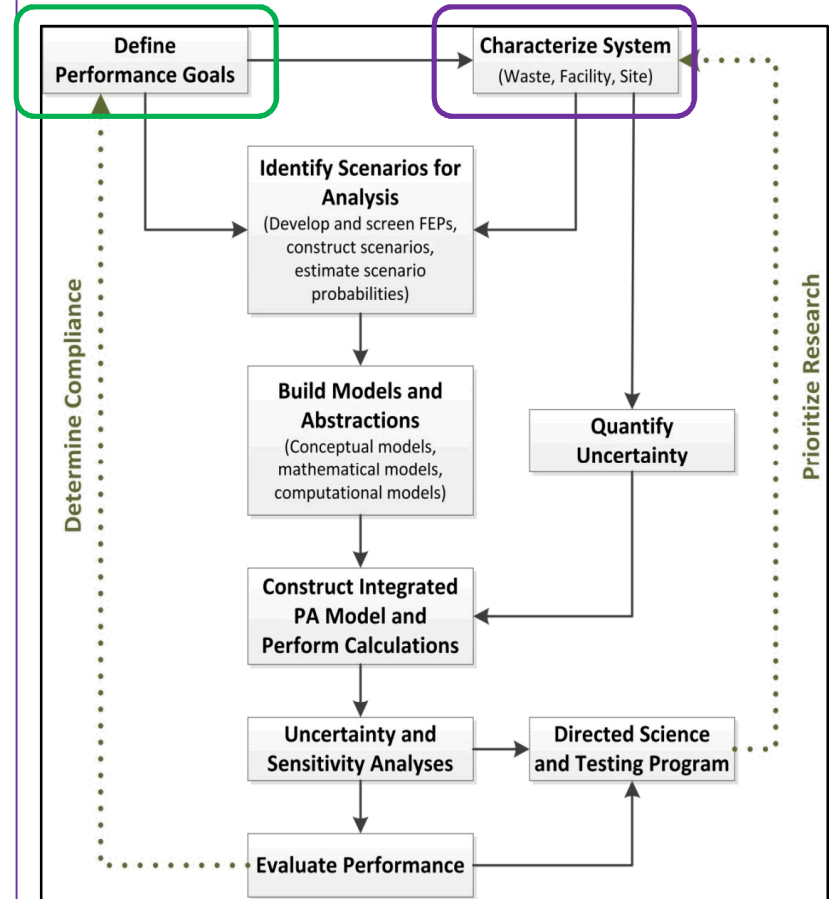 Define
Performance Goals
Characterize System
(Waste, Facility, Site)
Identify Scenarios for
Analysis
(Develop and screen FEPs,
construct scenarios,
estimate scenario
probabilities)
Determine Compliance
Prioritize Research
Build Models and
Abstractions
(Conceptual models,
mathematical models,
computational models)
Quantify
Uncertainty
Construct Integrated
PA Model and
Perform Calculations
Uncertainty and
Sensitivity Analyses
Directed Science
and Testing Program
Evaluate Performance